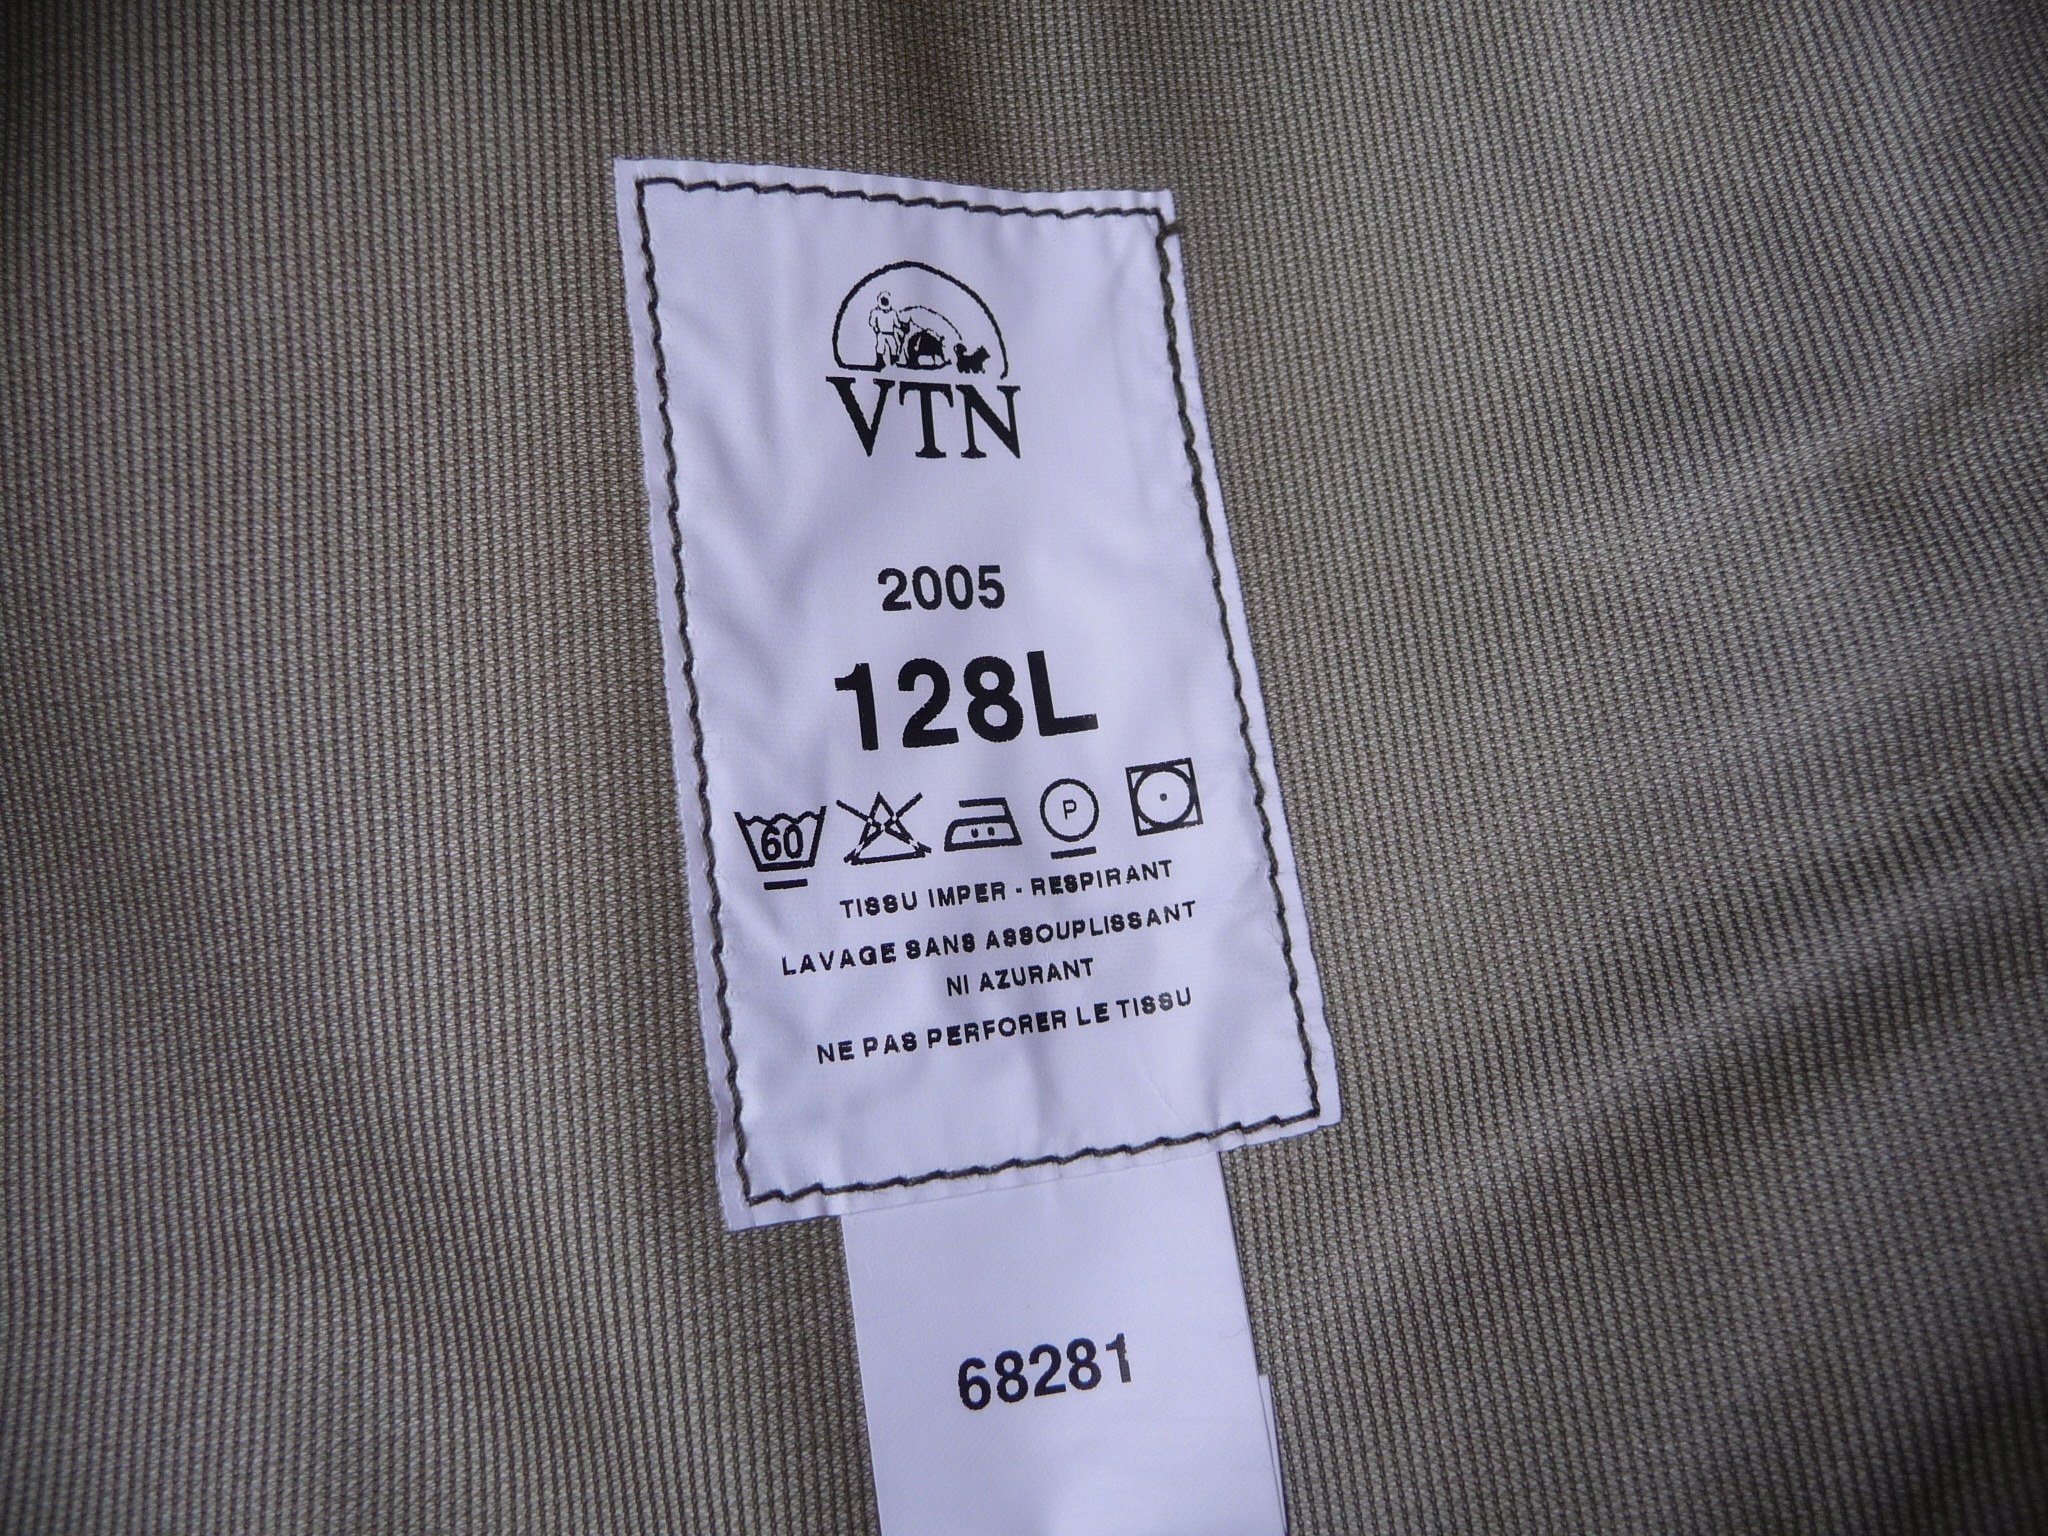 VTN
2005
128L
60
P
TISSU IMPER - RESPIRANT
LAVAGE SANS ASSOUPLISSANT
NI AZURANT
NE PAS PERFORER LE TISSU
68281